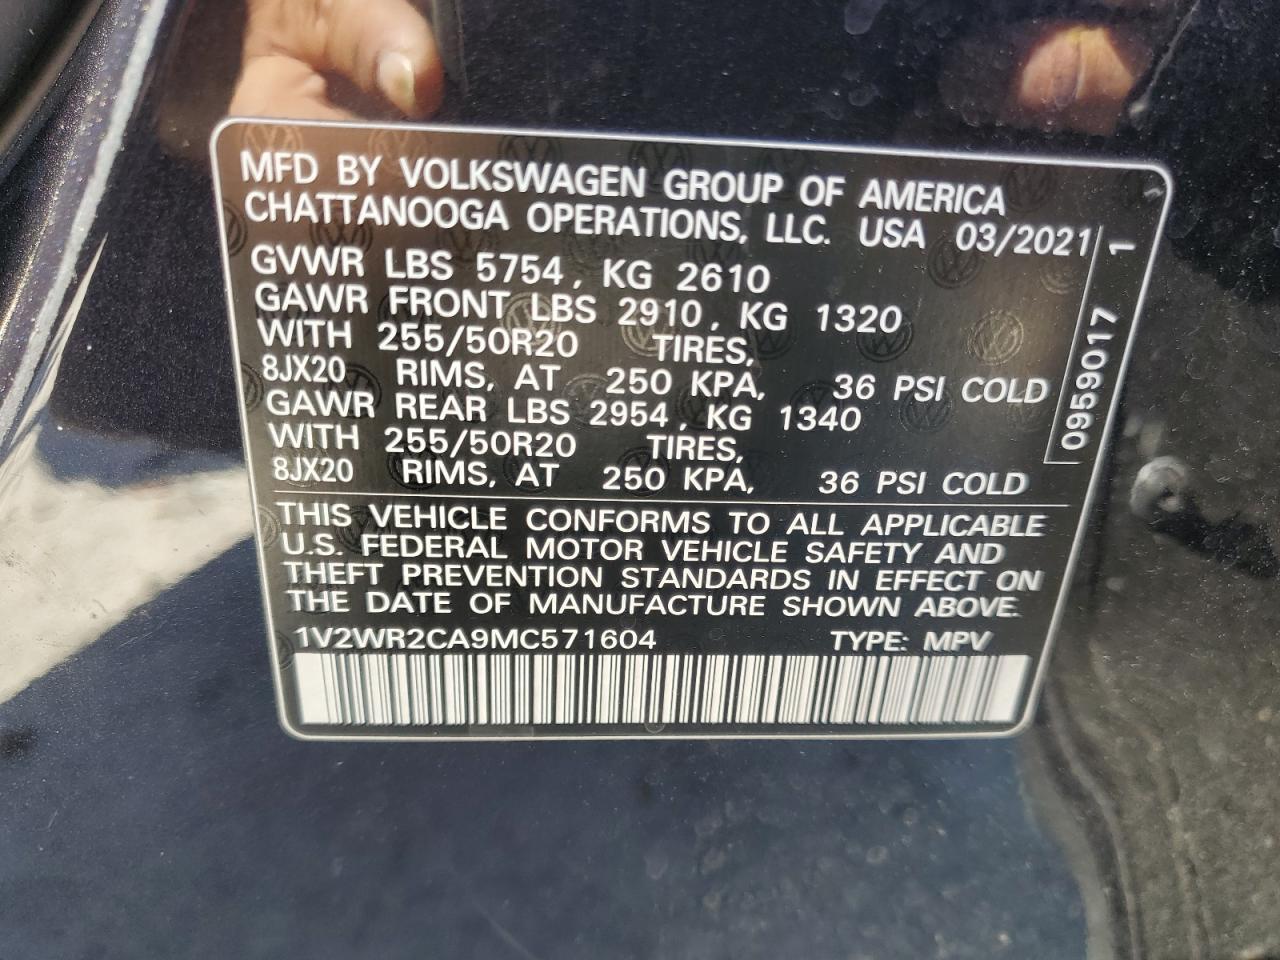 MFD BY VOLKSWAGEN GROUP OF AMERICA
CHATTANOOGA OPERATIONS, LLC. USA 03/2021
GVWR LBS 5754, KG 2610
GAWR FRONT LBS 2910, KG 1320
WITH 255/50R20 TIRES,
8JX20 RIMS, AT 250 KPA, 36 PSI COLD
GAWR REAR LBS 2954, KG 1340
WITH 255/50R20 TIRES,
8JX20 RIMS, AT 250 KPA, 36 PSI COLD
0959017 1
THIS VEHICLE CONFORMS TO ALL APPLICABLE
U.S. FEDERAL MOTOR VEHICLE SAFETY AND
THEFT PREVENTION STANDARDS IN EFFECT ON
THE DATE OF MANUFACTURE SHOWN ABOVE.
1V2WR2CA9MC571604 TYPE: MPV